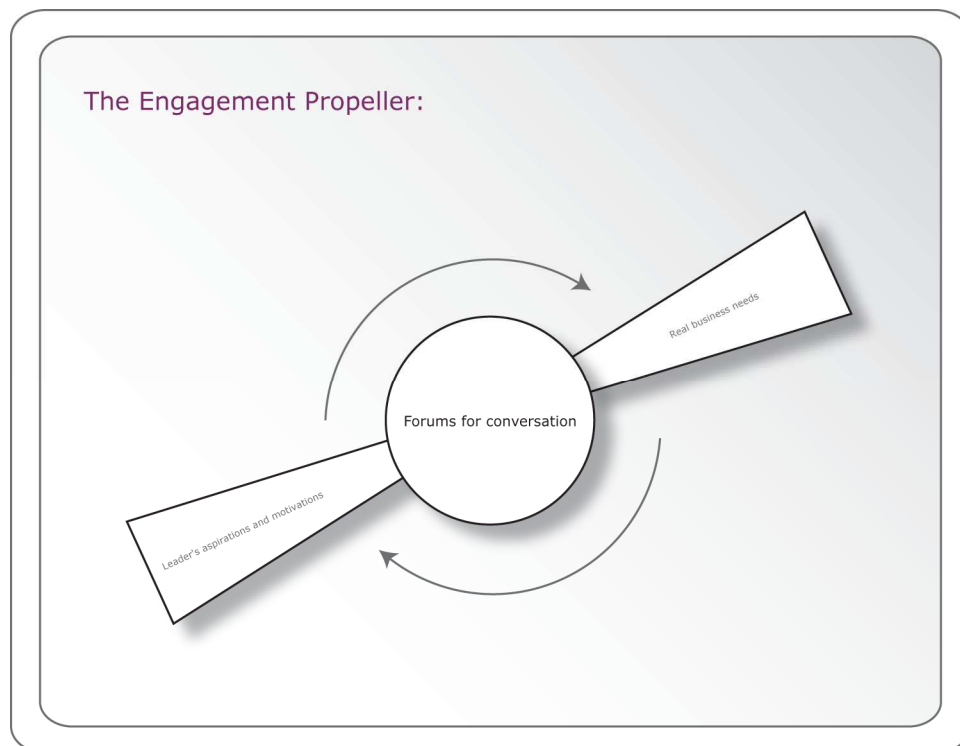 The Engagement Propeller:
Real business needs
Forums for conversation
Leader's aspirations and motivations